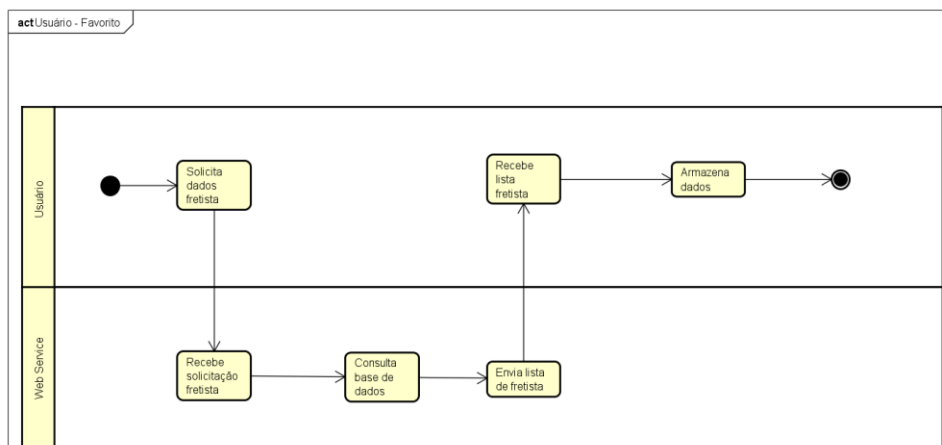 act Usuário - Favorito
Usuário
Solicita
dados
fretista
Recebe
lista
fretista
Armazena
dados
Web Service
Recebe
solicitação
fretista
Consulta
base de
dados
Envia lista
de fretista